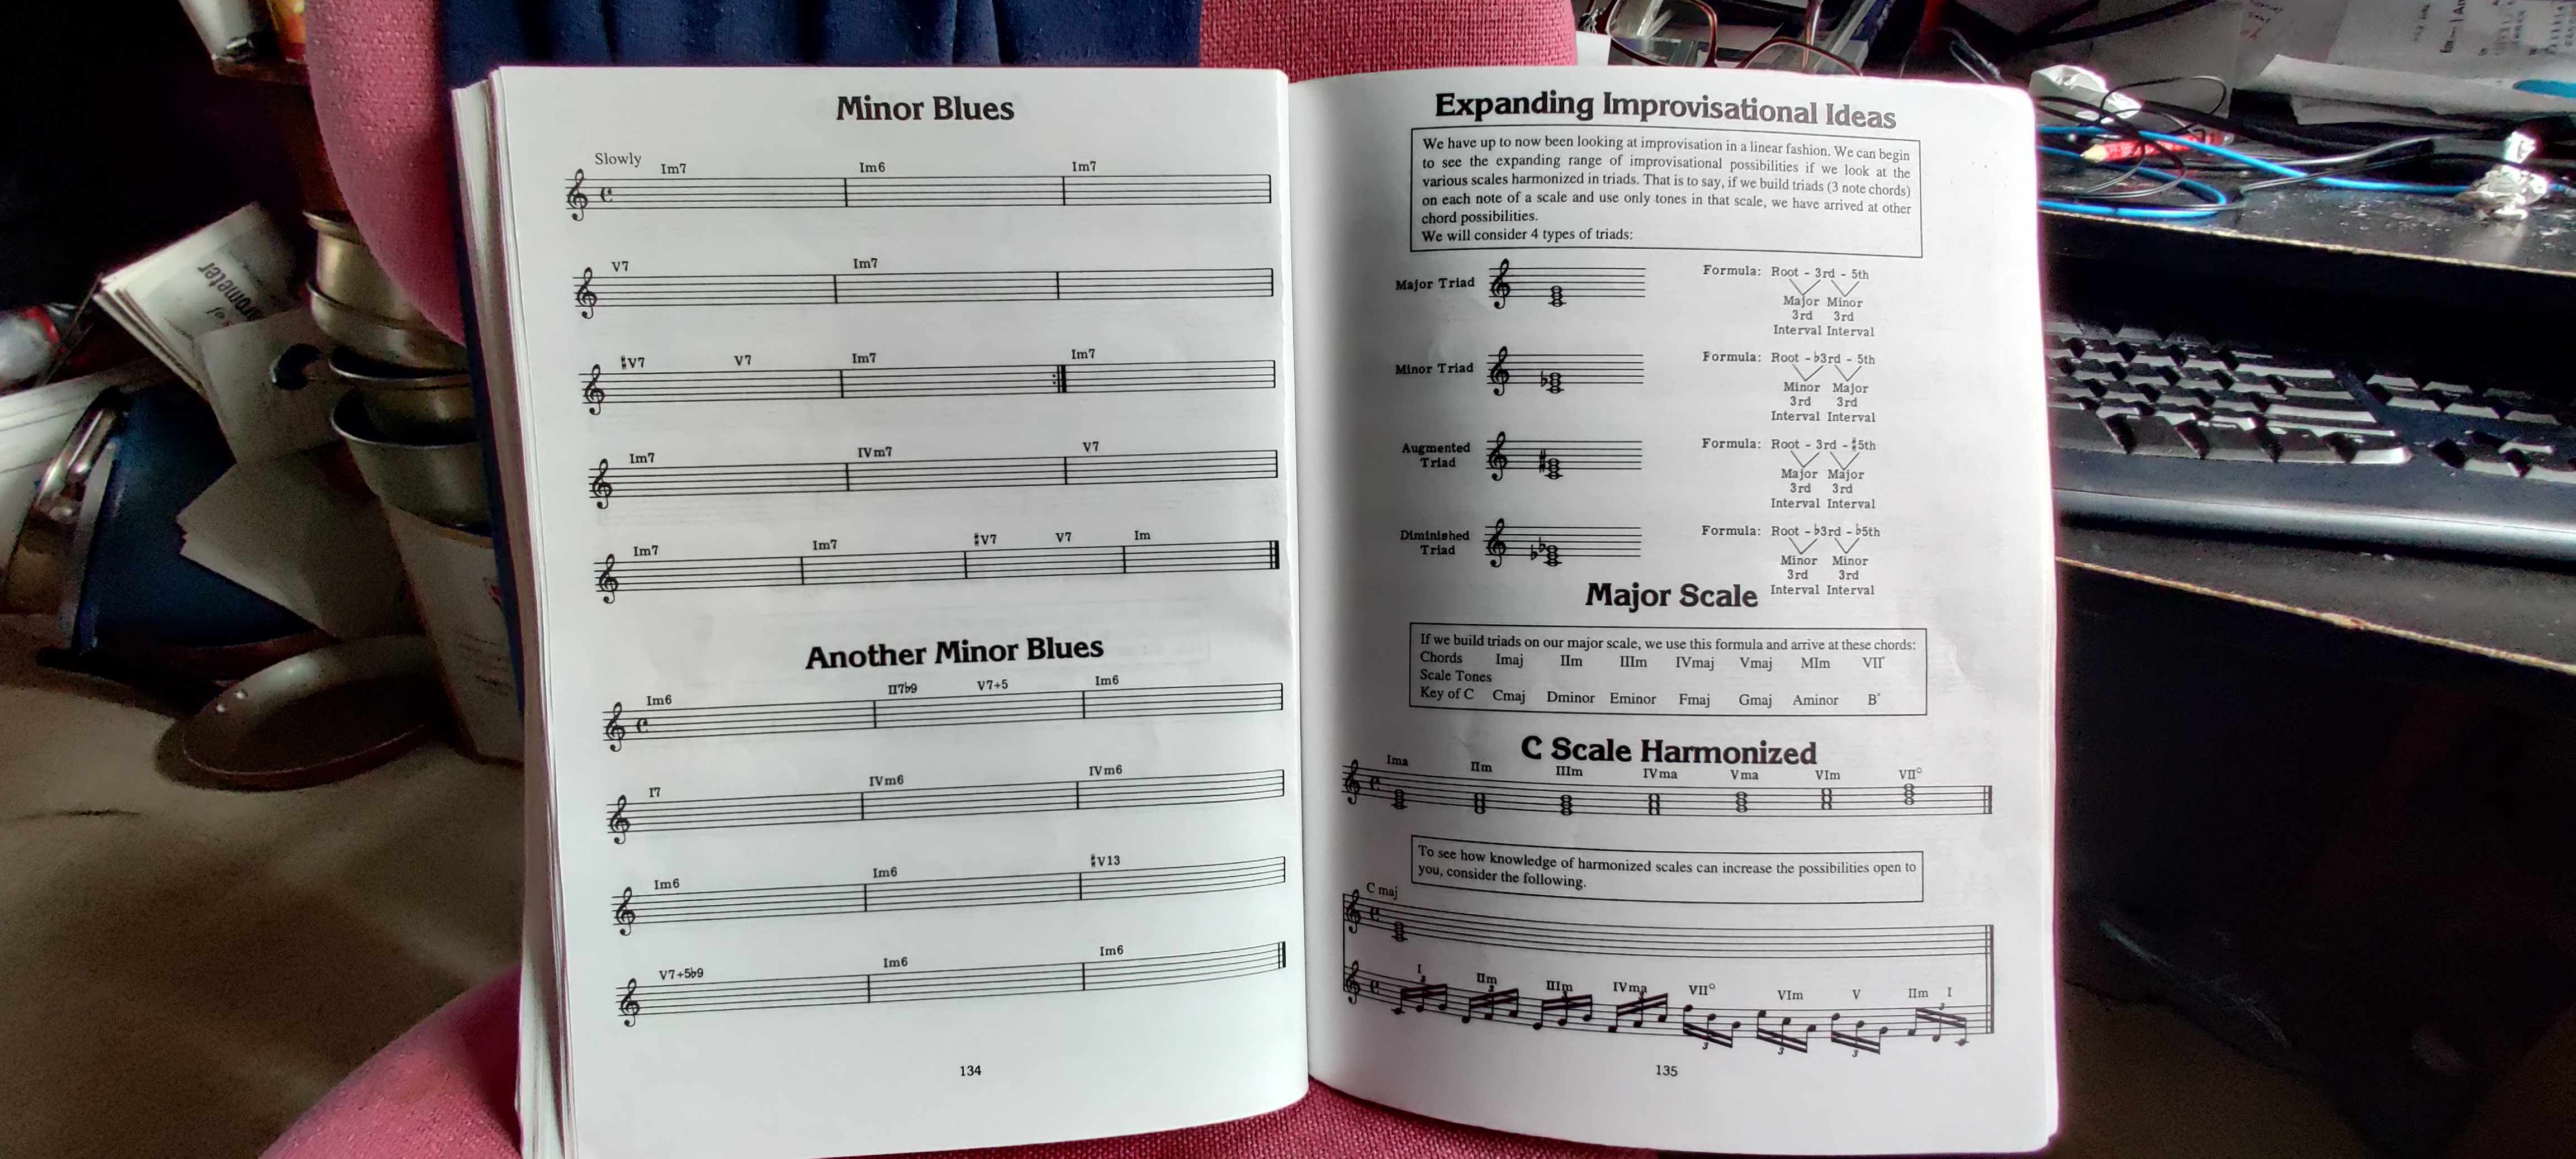 Minor Blues
Slowly
Im7 Im6 Im7
V7 Im7
♯V7 V7 Im7 Im7
Im7 IVm7 V7
Im7 Im7 ♯V7 V7 Im
Another Minor Blues
Im6 II7♭9 V7+5 Im6
I7 IVm6 IVm6
Im6 Im6 ♯V13
V7+5♭9 Im6 Im6
134
Expanding Improvisational Ideas
We have up to now been looking at improvisation in a linear fashion. We can begin
to see the expanding range of improvisational possibilities if we look at the
various scales harmonized in triads. That is to say, if we build triads (3 note chords)
on each note of a scale and use only tones in that scale, we have arrived at other
chord possibilities.
We will consider 4 types of triads:
Major Triad Formula: Root - 3rd - 5th
Major Minor
3rd 3rd
Interval Interval
Minor Triad Formula: Root - ♭3rd - 5th
Minor Major
3rd 3rd
Interval Interval
Augmented
Triad
Formula: Root - 3rd - ♯5th
Major Major
3rd 3rd
Interval Interval
Diminished
Triad
Formula: Root - ♭3rd - ♭5th
Minor Minor
3rd 3rd
Interval Interval
Major Scale
If we build triads on our major scale, we use this formula and arrive at these chords:
Chords Imaj IIm IIIm IVmaj Vmaj MIm VII°
Scale Tones
Key of C Cmaj Dminor Eminor Fmaj Gmaj Aminor B°
C Scale Harmonized
Ima IIm IIIm IVma Vma VIm VII°
To see how knowledge of harmonized scales can increase the possibilities open to
you, consider the following.
C maj
I IIm IIIm IVma VII° VIm V IIm I
3 3 3 3 3 3 3 3
135